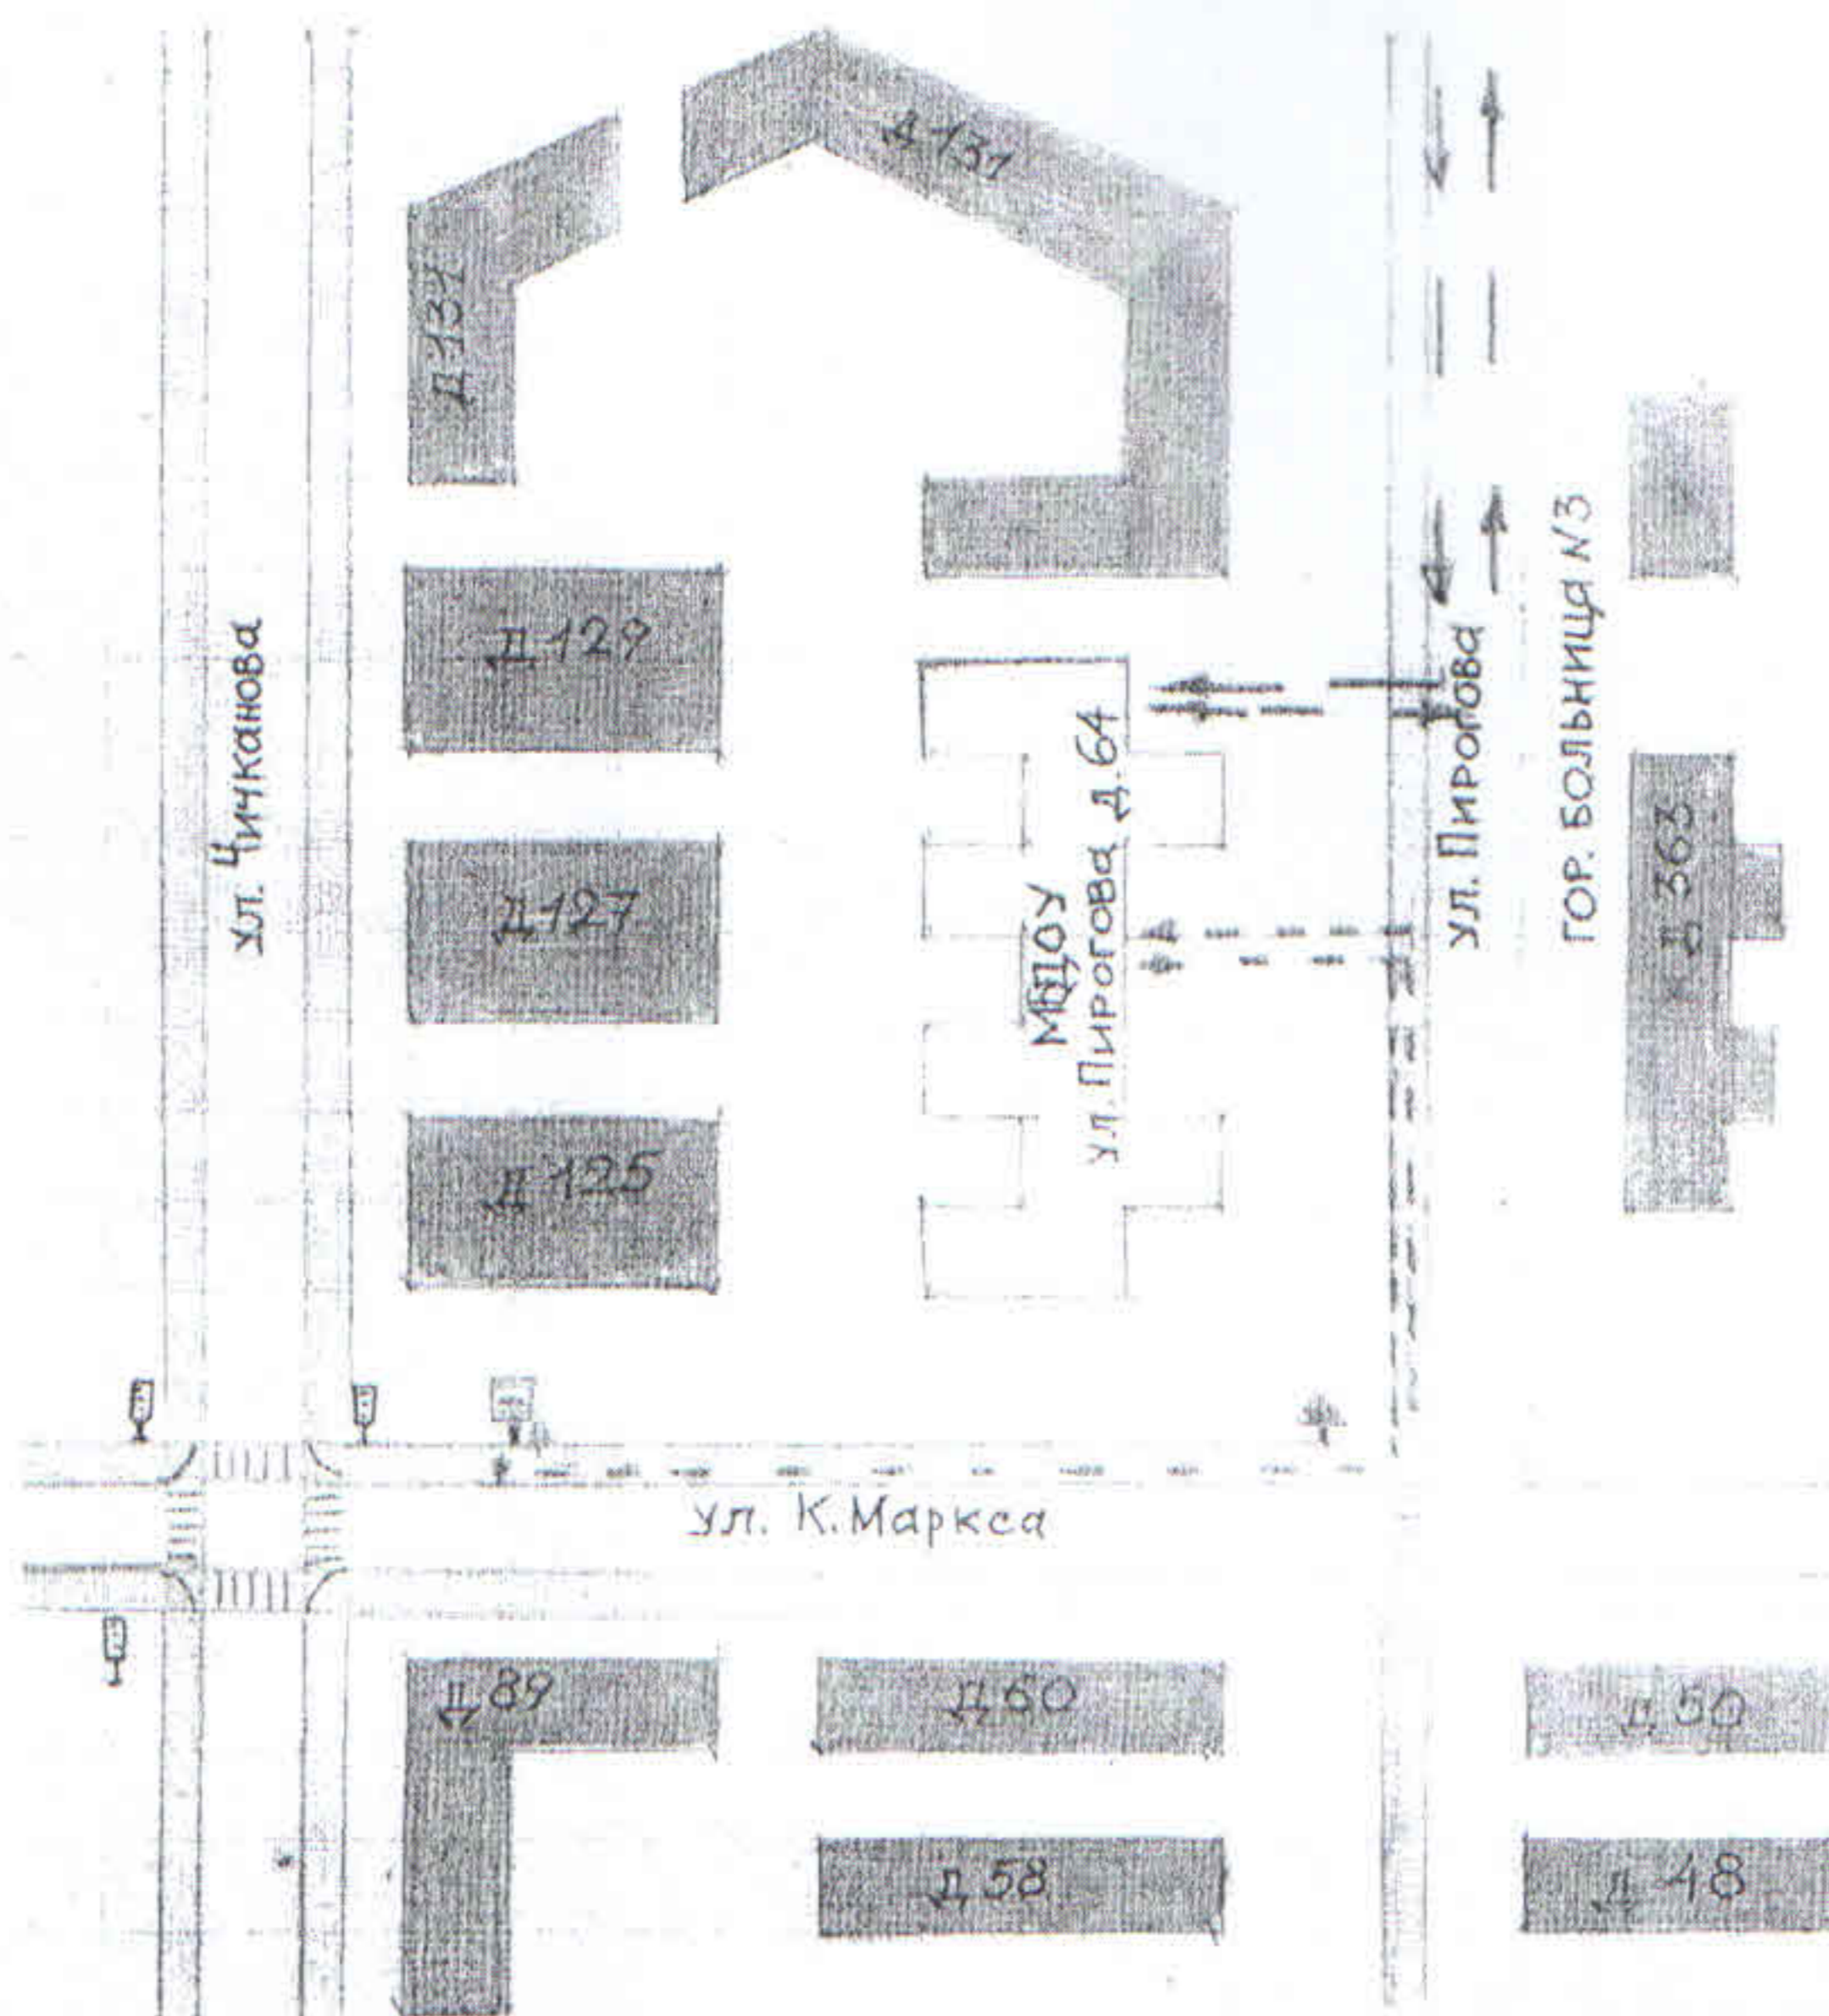 Д 131
Д 131
Д 129
ул. Чичканова
Д 127
МБДОУ
ул. Пирогова д. 64
ул. Пирогова
ГОР. БОЛЬНИЦА N3
Д 363
Д 125
ул. К.Маркса
Д 89
Д 60
Д 50
Д 58
Д 48